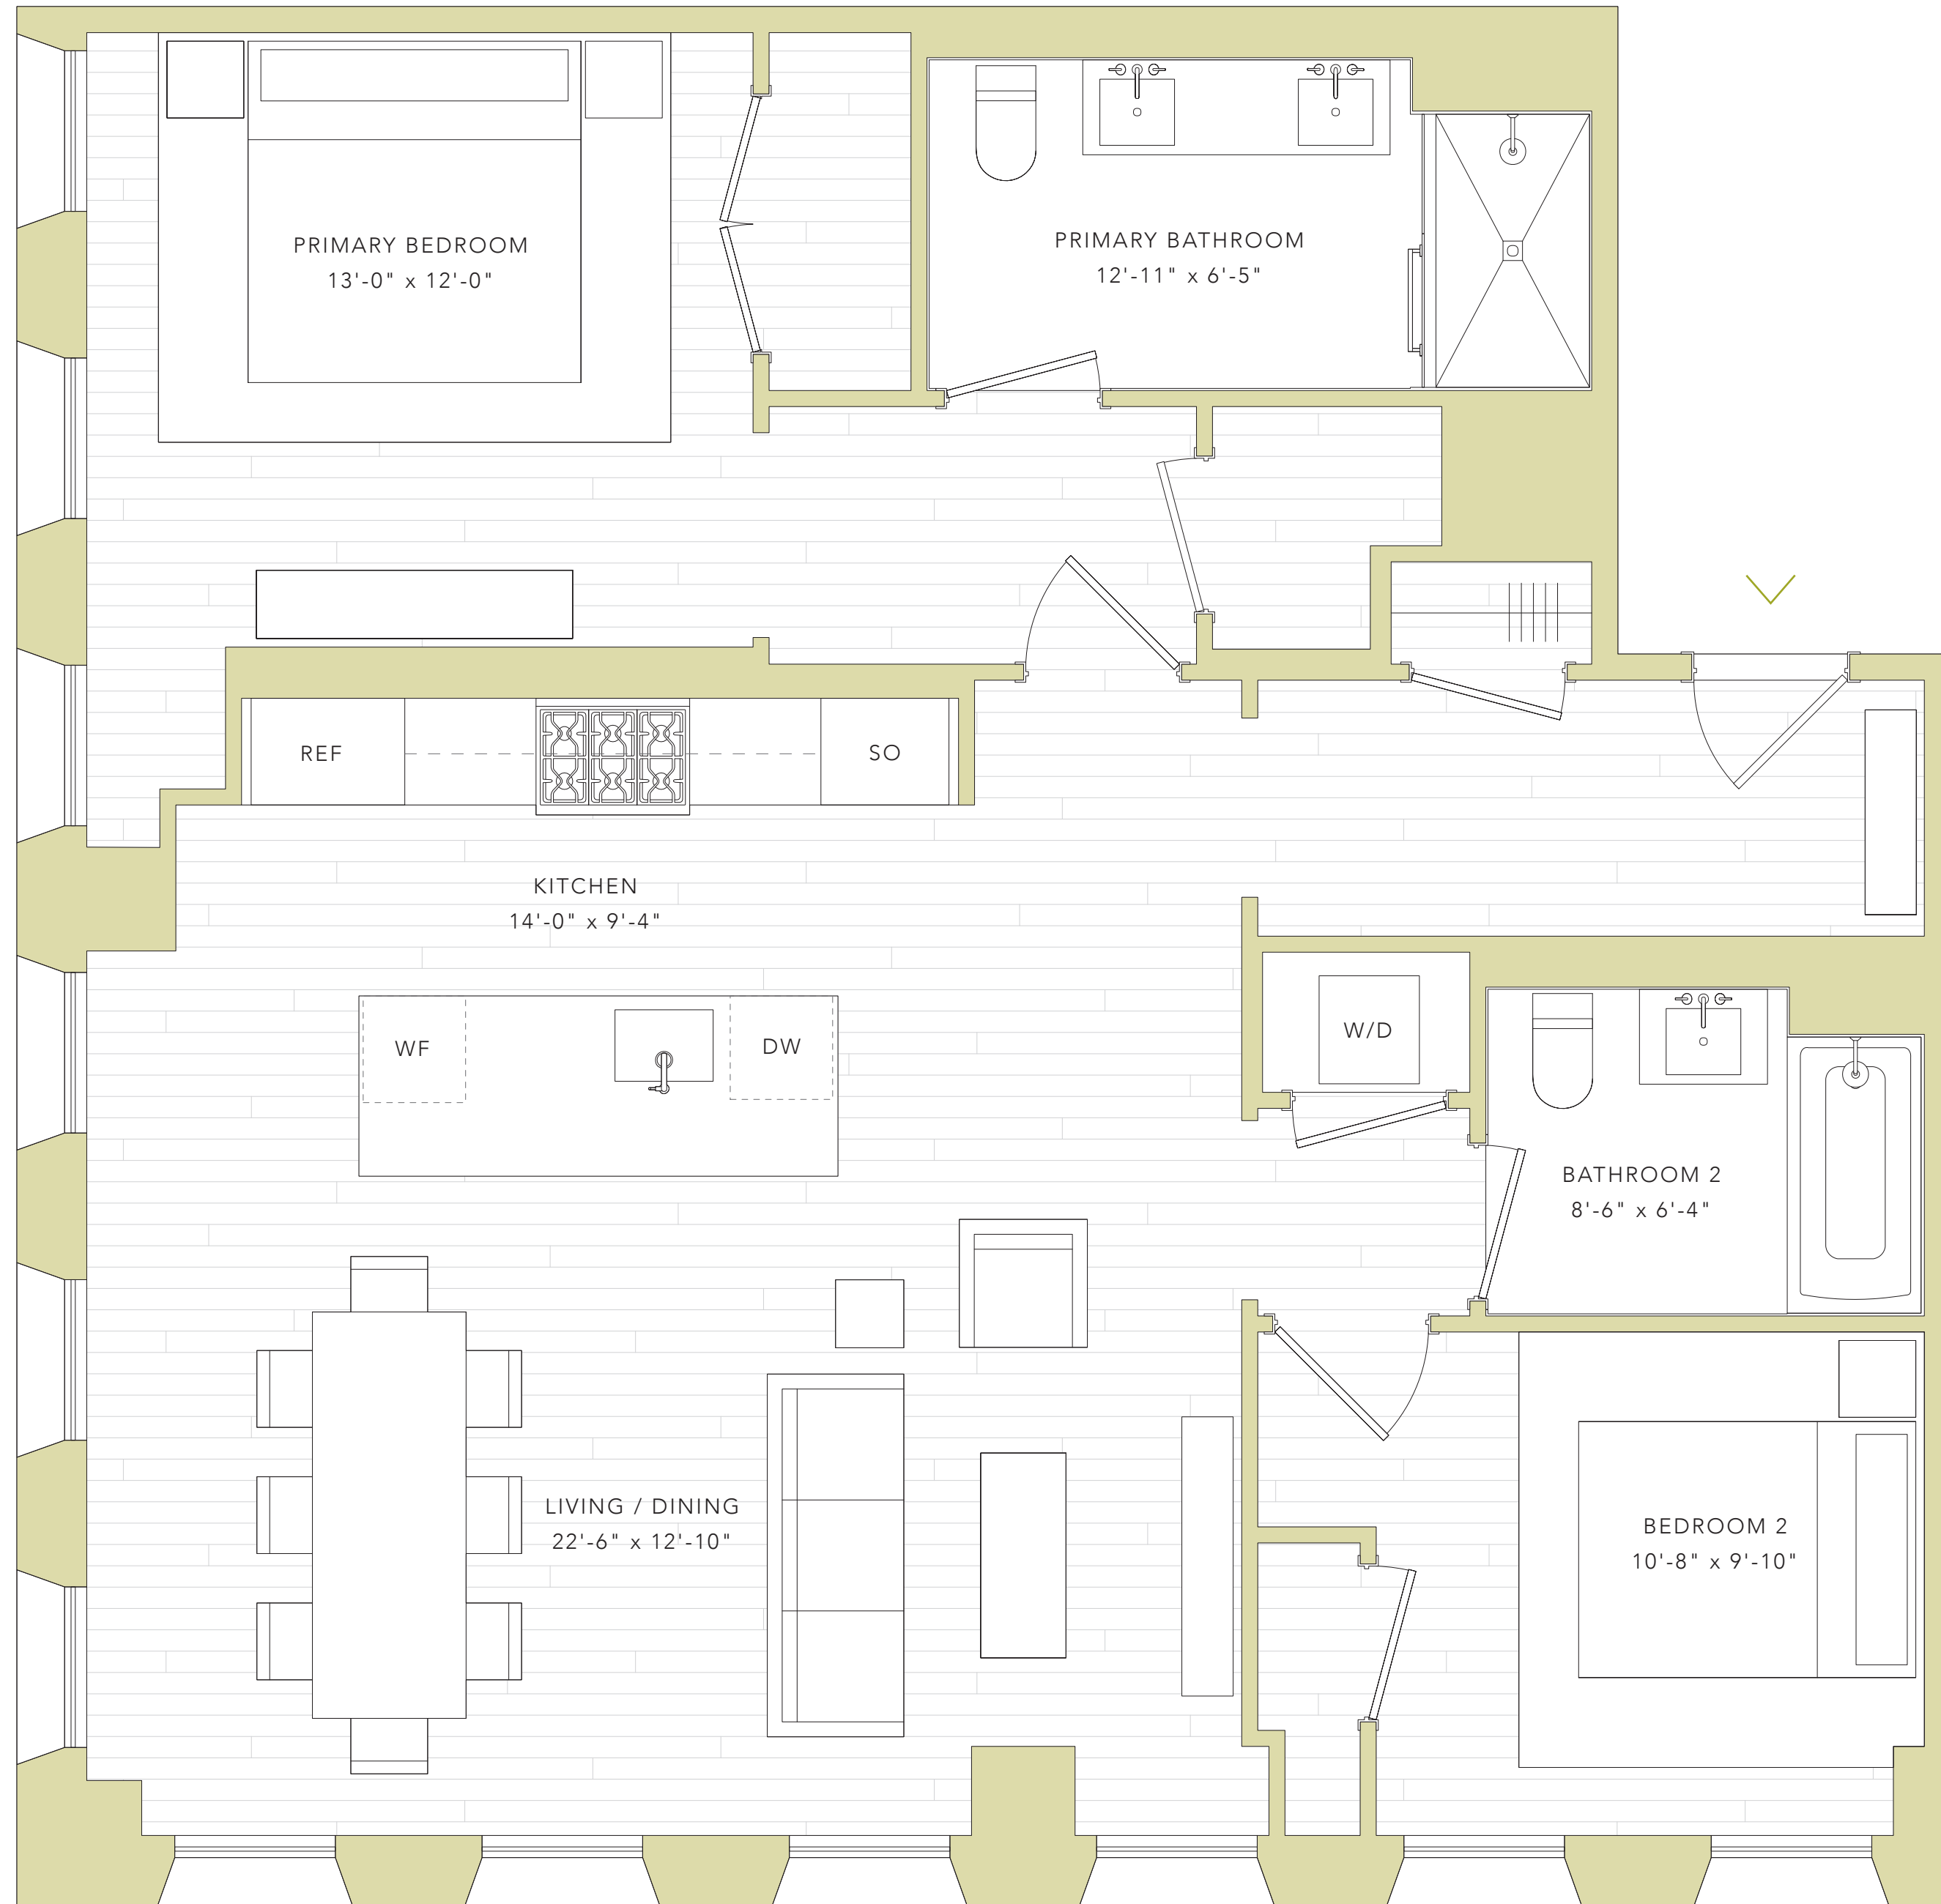 PRIMARY BEDROOM
13'-0" x 12'-0"
PRIMARY BATHROOM
12'-11" x 6'-5"
REF
SO
KITCHEN
14'-0" x 9'-4"
WF
DW
W/D
BATHROOM 2
8'-6" x 6'-4"
LIVING / DINING
22'-6" x 12'-10"
BEDROOM 2
10'-8" x 9'-10"